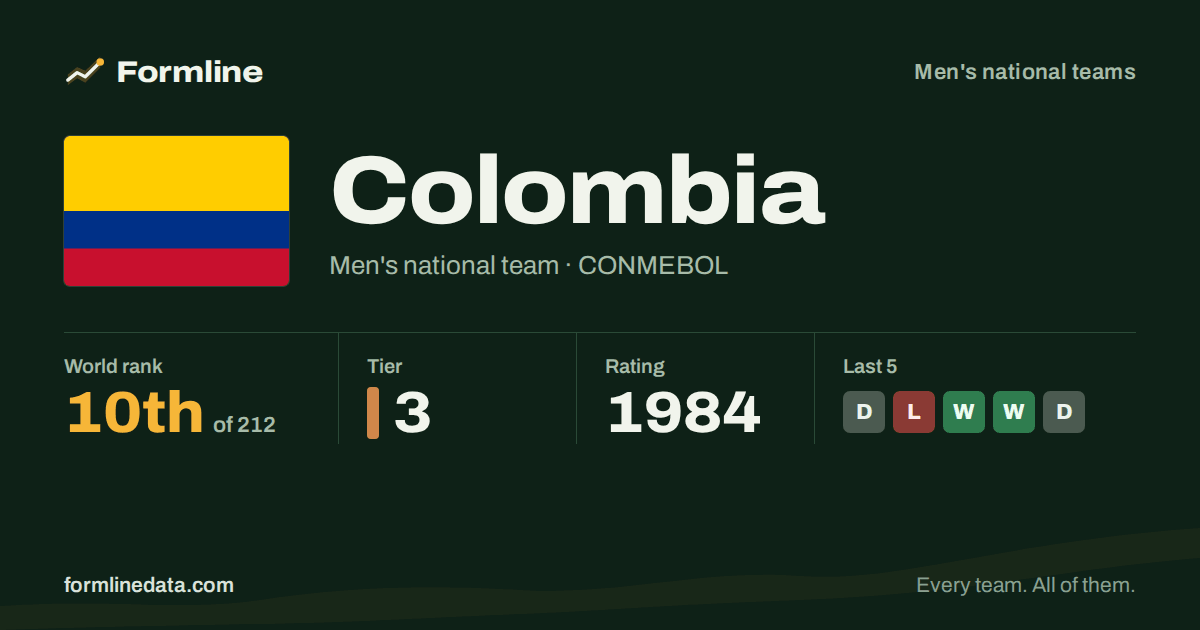 Formline
Men's national teams
Colombia
Men's national team · CONMEBOL
World rank
10th of 212
Tier
3
Rating
1984
Last 5
D L W W D
formlinedata.com
Every team. All of them.